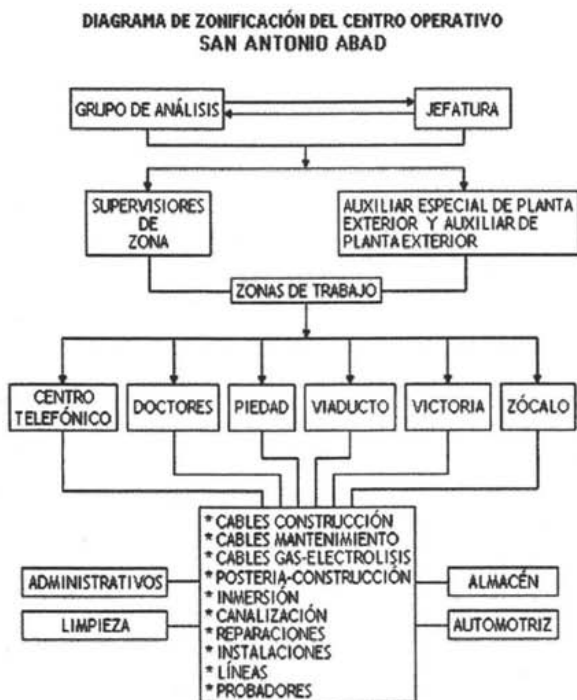 DIAGRAMA DE ZONIFICACIÓN DEL CENTRO OPERATIVO
SAN ANTONIO ABAD
GRUPO DE ANÁLISIS
JEFATURA
SUPERVISIORES
DE
ZONA
AUXILIAR ESPECIAL DE PLANTA
EXTERIOR Y AUXILIAR DE
PLANTA EXTERIOR
ZONAS DE TRABAJO
CENTRO
TELEFÓNICO
DOCTORES
PIEDAD
VIADUCTO
VICTORIA
ZÓCALO
* CABLES CONSTRUCCIÓN
* CABLES MANTENIMIENTO
* CABLES GAS-ELECTROLISIS
* POSTERIA-CONSTRUCCIÓN
* INMERSIÓN
* CANALIZACIÓN
* REPARACIONES
* INSTALACIONES
* LÍNEAS
* PROBADORES
ADMINISTRATIVOS
LIMPIEZA
ALMACÉN
AUTOMOTRIZ